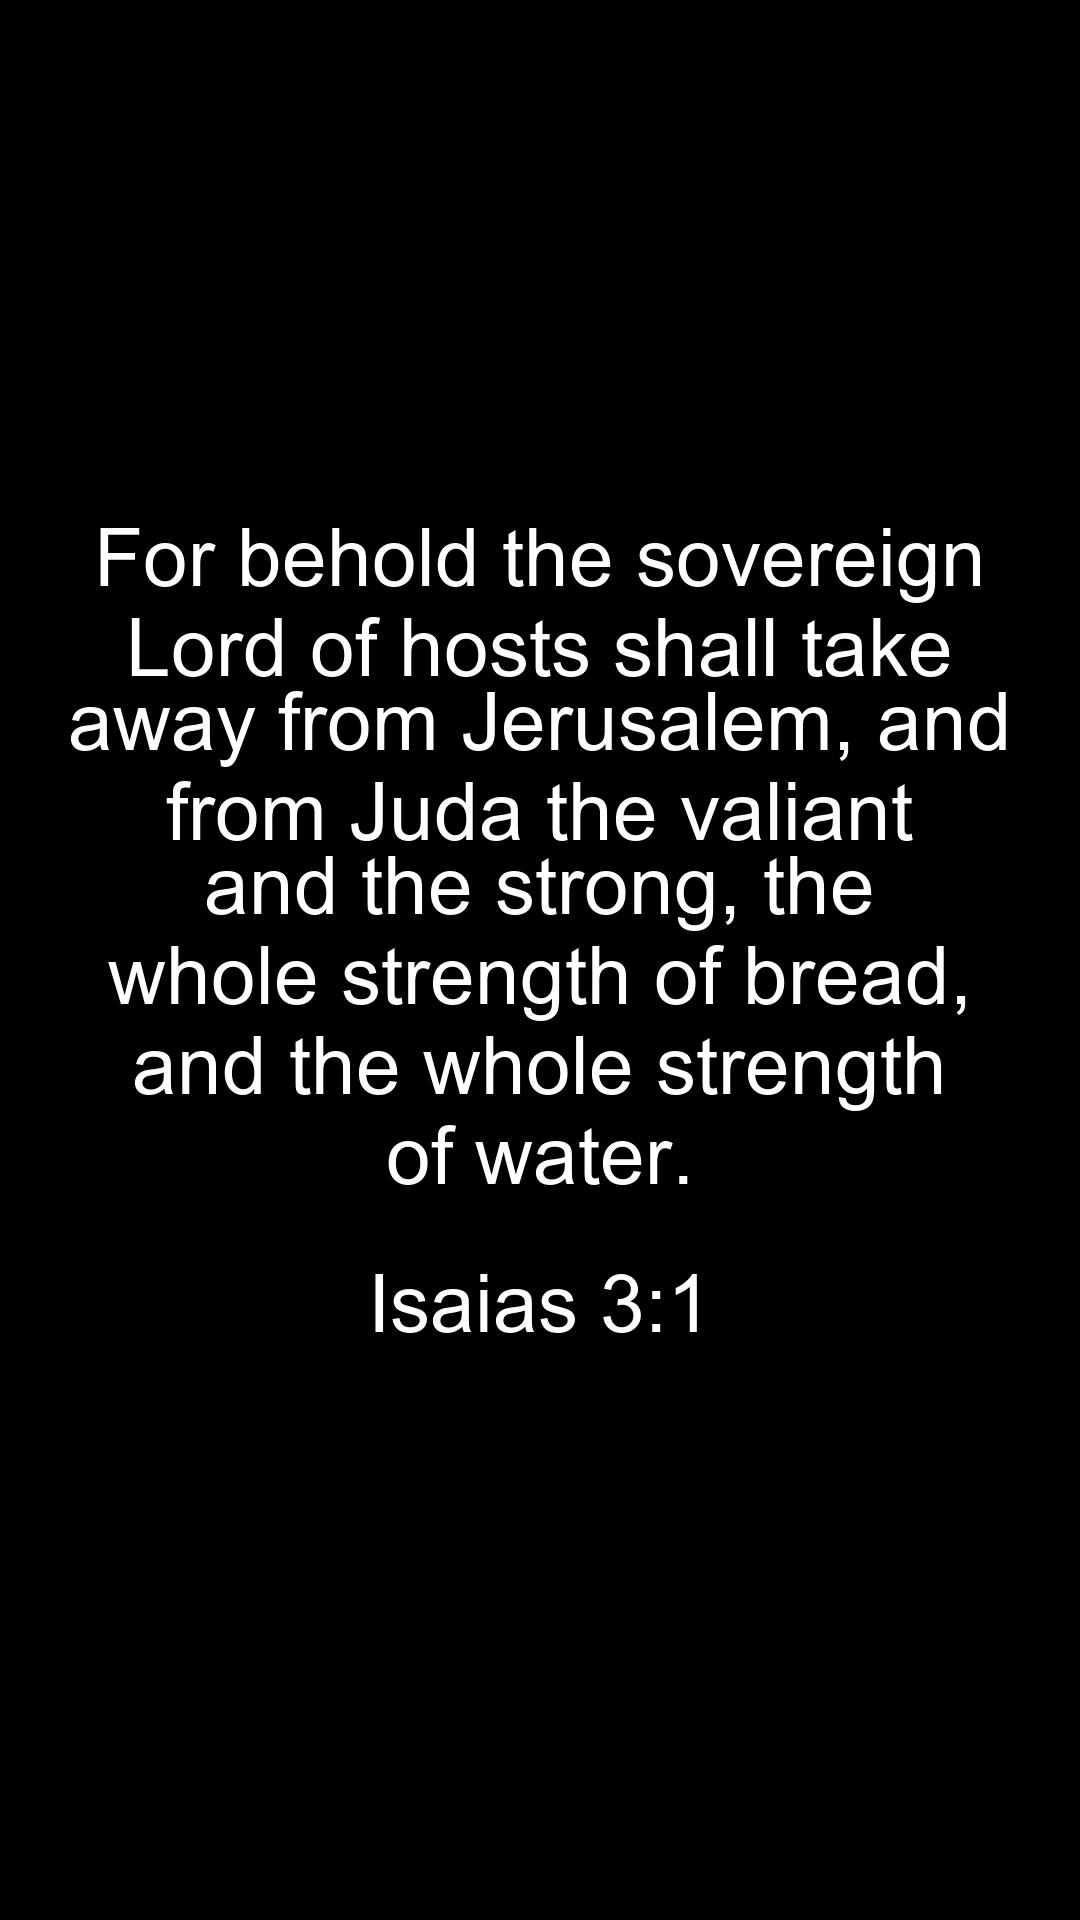 For behold the sovereign
Lord of hosts shall take
away from Jerusalem, and
from Juda the valiant
and the strong, the
whole strength of bread,
and the whole strength
of water.
Isaias 3:1